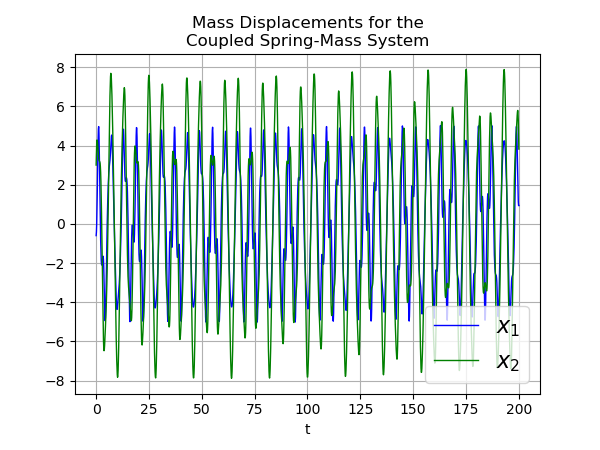 Mass Displacements for the
Coupled Spring-Mass System
8
6
4
2
0
−2
−4
−6
−8
x₁
x₂
0 25 50 75 100 125 150 175 200
t